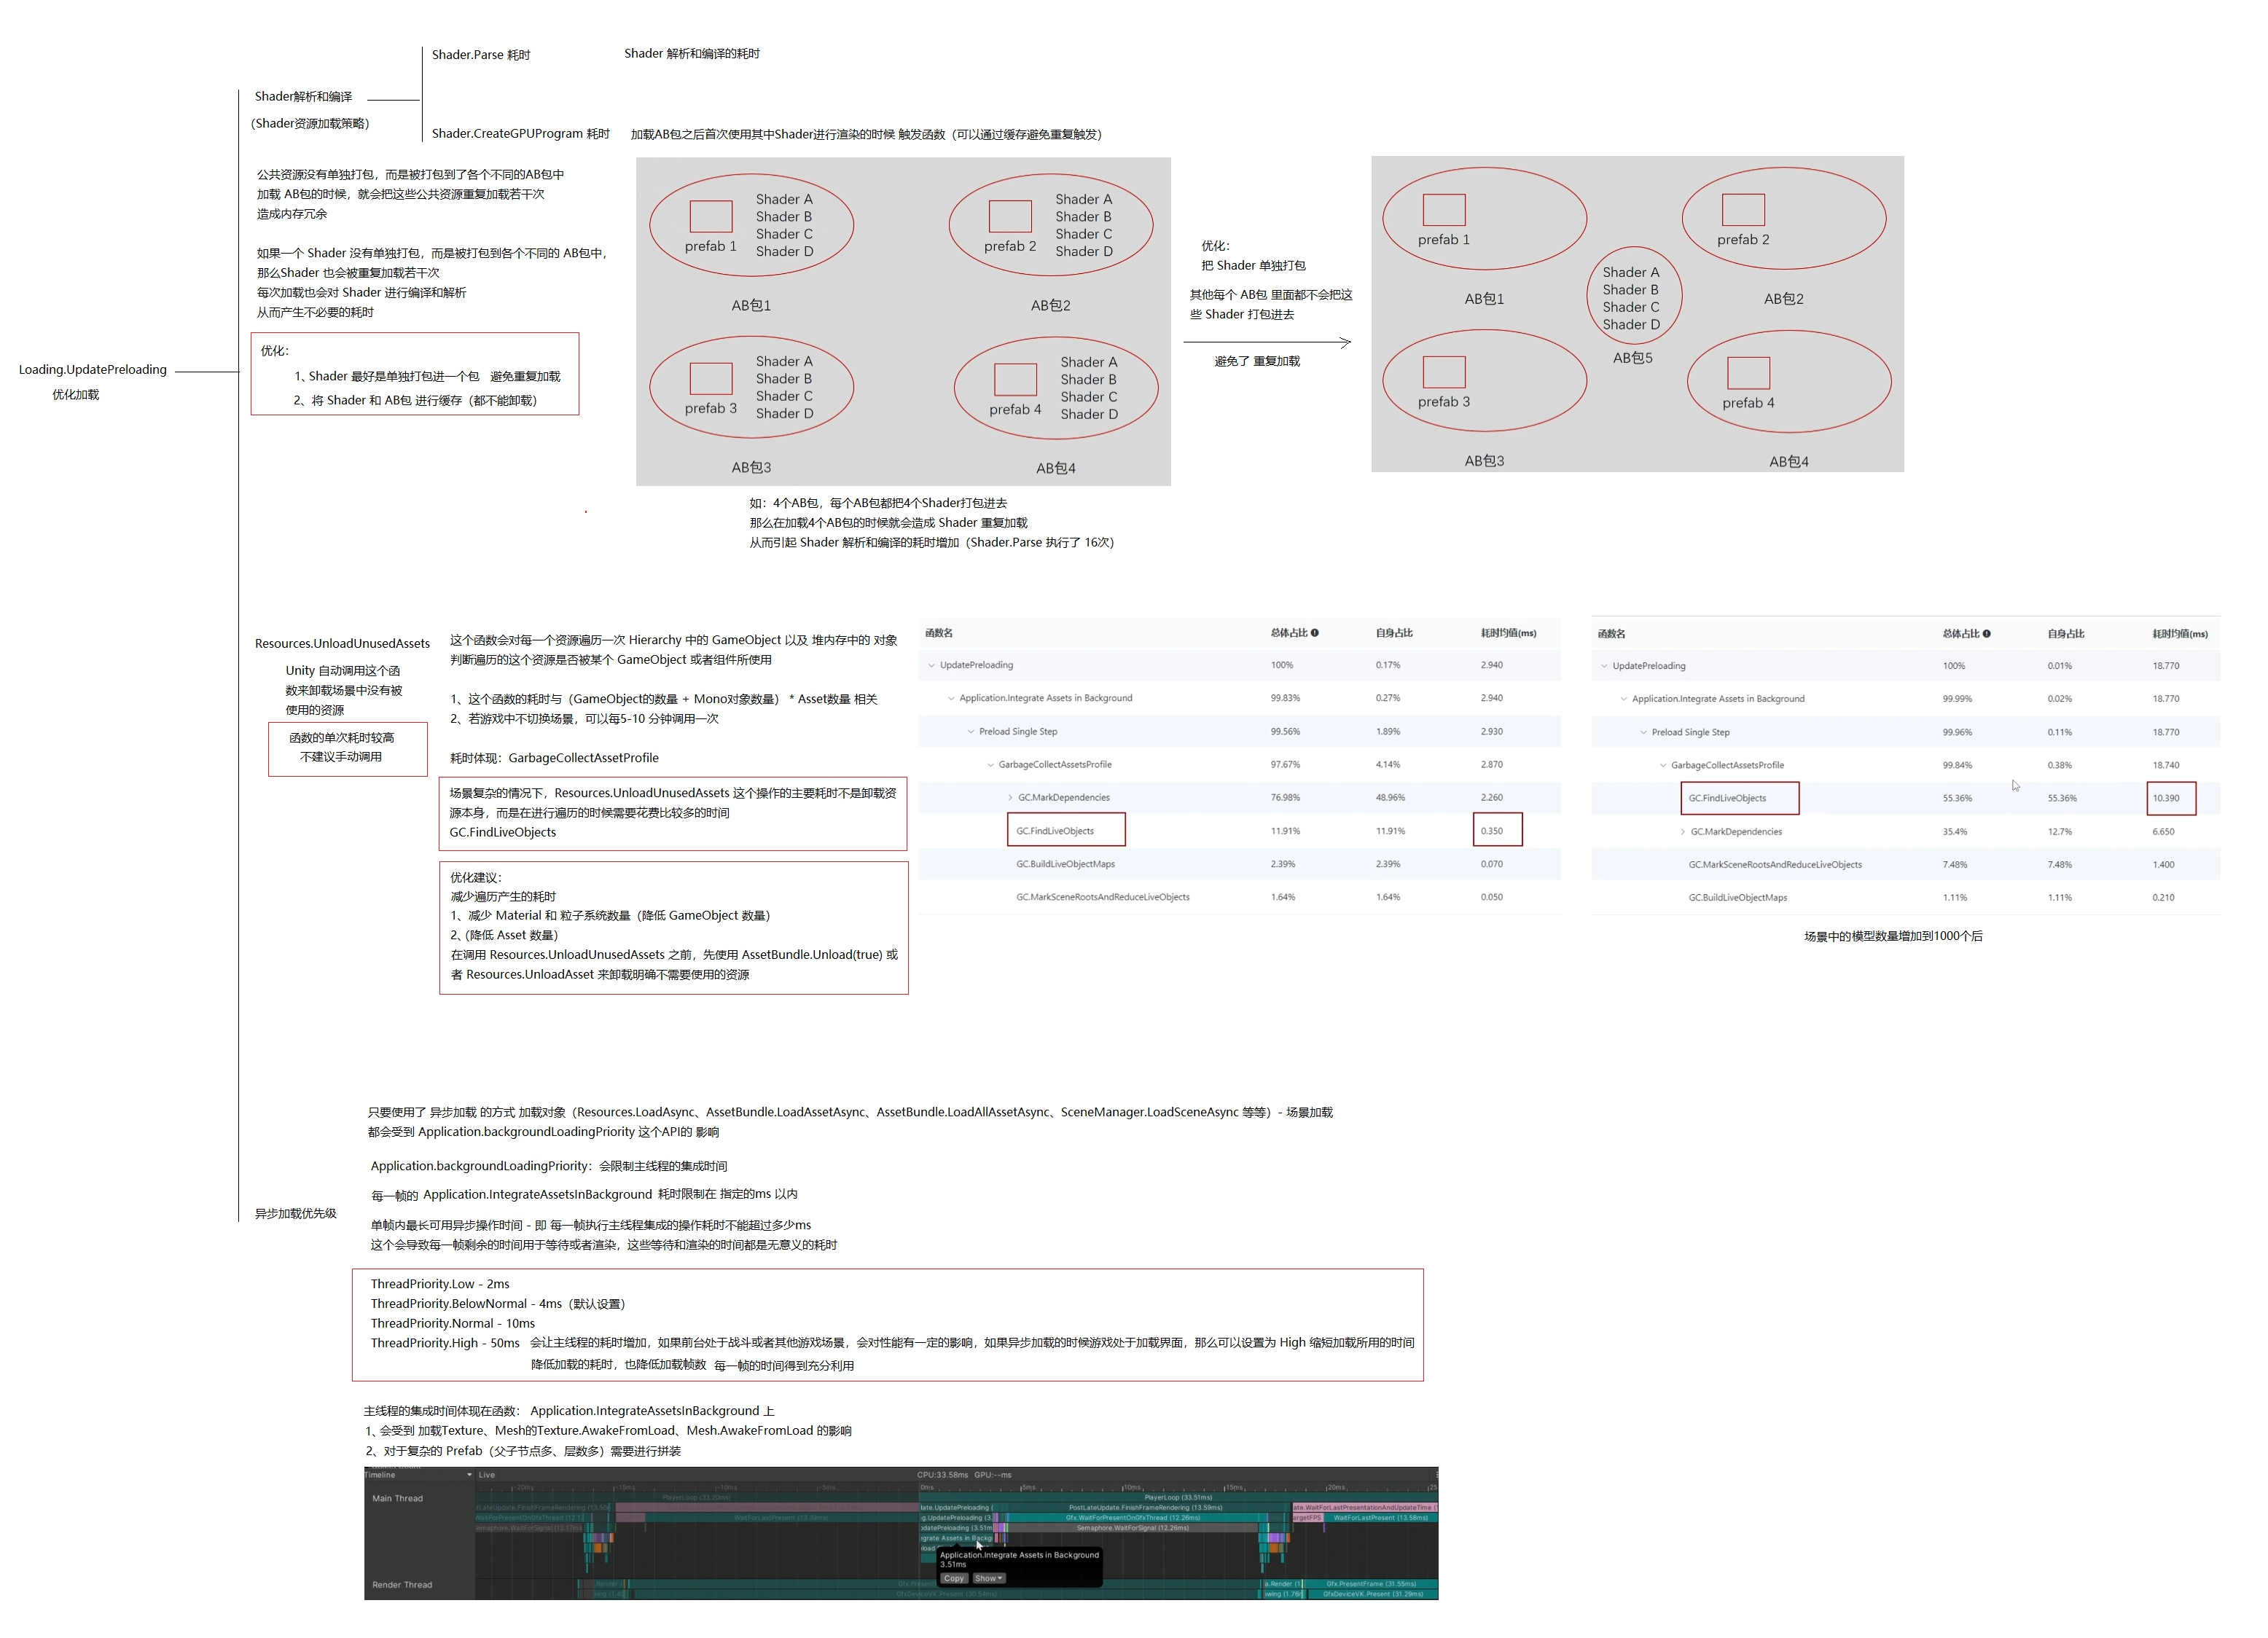 Loading.UpdatePreloading
优化加载
Shader解析和编译
（Shader资源加载策略）
Shader.Parse 耗时
Shader 解析和编译的耗时
Shader.CreateGPUProgram 耗时
加载AB包之后首次使用其中Shader进行渲染的时候 触发函数（可以通过缓存避免重复触发）
公共资源没有单独打包，而是被打包到了各个不同的AB包中
加载 AB包的时候，就会把这些公共资源重复加载若干次
造成内存冗余
如果一个 Shader 没有单独打包，而是被打包到各个不同的 AB包中，
那么Shader 也会被重复加载若干次
每次加载也会对 Shader 进行编译和解析
从而产生不必要的耗时
优化：
1、Shader 最好是单独打包进一个包 避免重复加载
2、将 Shader 和 AB包 进行缓存（都不能卸载）
prefab 1
Shader A
Shader B
Shader C
Shader D
AB包1
prefab 2
Shader A
Shader B
Shader C
Shader D
AB包2
prefab 3
Shader A
Shader B
Shader C
Shader D
AB包3
prefab 4
Shader A
Shader B
Shader C
Shader D
AB包4
如：4个AB包，每个AB包都把4个Shader打包进去
那么在加载4个AB包的时候就会造成 Shader 重复加载
从而引起 Shader 解析和编译的耗时增加（Shader.Parse 执行了 16次）
优化：
把 Shader 单独打包
其他每个 AB包 里面都不会把这
些 Shader 打包进去
避免了 重复加载
prefab 1
AB包1
prefab 2
AB包2
Shader A
Shader B
Shader C
Shader D
AB包5
prefab 3
AB包3
prefab 4
AB包4
Resources.UnloadUnusedAssets
Unity 自动调用这个函
数来卸载场景中没有被
使用的资源
函数的单次耗时较高
不建议手动调用
这个函数会对每一个资源遍历一次 Hierarchy 中的 GameObject 以及 堆内存中的 对象
判断遍历的这个资源是否被某个 GameObject 或者组件所使用
1、这个函数的耗时与（GameObject的数量 + Mono对象数量） * Asset数量 相关
2、若游戏中不切换场景，可以每5-10 分钟调用一次
耗时体现：GarbageCollectAssetProfile
场景复杂的情况下，Resources.UnloadUnusedAssets 这个操作的主要耗时不是卸载资
源本身，而是在进行遍历的时候需要花费比较多的时间
GC.FindLiveObjects
优化建议：
减少遍历产生的耗时
1、减少 Material 和 粒子系统数量（降低 GameObject 数量）
2、（降低 Asset 数量）
在调用 Resources.UnloadUnusedAssets 之前，先使用 AssetBundle.Unload(true) 或
者 Resources.UnloadAsset 来卸载明确不需要使用的资源
函数名 总体占比 自身占比 耗时均值(ms)
UpdatePreloading 100% 0.17% 2.940
Application.Integrate Assets in Background 99.83% 0.27% 2.940
Preload Single Step 99.56% 1.89% 2.930
GarbageCollectAssetsProfile 97.67% 4.14% 2.870
GC.MarkDependencies 76.98% 48.96% 2.260
GC.FindLiveObjects 11.91% 11.91% 0.350
GC.BuildLiveObjectMaps 2.39% 2.39% 0.070
GC.MarkSceneRootsAndReduceLiveObjects 1.64% 1.64% 0.050
函数名 总体占比 自身占比 耗时均值(ms)
UpdatePreloading 100% 0.01% 18.770
Application.Integrate Assets in Background 99.99% 0.02% 18.770
Preload Single Step 99.96% 0.11% 18.770
GarbageCollectAssetsProfile 99.84% 0.38% 18.740
GC.FindLiveObjects 55.36% 55.36% 10.390
GC.MarkDependencies 35.4% 12.7% 6.650
GC.MarkSceneRootsAndReduceLiveObjects 7.48% 7.48% 1.400
GC.BuildLiveObjectMaps 1.11% 1.11% 0.210
场景中的模型数量增加到1000个后
异步加载优先级
只要使用了 异步加载 的方式 加载对象（Resources.LoadAsync、AssetBundle.LoadAssetAsync、AssetBundle.LoadAllAssetAsync、SceneManager.LoadSceneAsync 等等）- 场景加载
都会受到 Application.backgroundLoadingPriority 这个API的 影响
Application.backgroundLoadingPriority：会限制主线程的集成时间
每一帧的 Application.IntegrateAssetsInBackground 耗时限制在 指定的ms 以内
单帧内最长可用异步操作时间 - 即 每一帧执行主线程集成的操作耗时不能超过多少ms
这个会导致每一帧剩余的时间用于等待或者渲染，这些等待和渲染的时间都是无意义的耗时
ThreadPriority.Low - 2ms
ThreadPriority.BelowNormal - 4ms（默认设置）
ThreadPriority.Normal - 10ms
ThreadPriority.High - 50ms 会让主线程的耗时增加，如果前台处于战斗或者其他游戏场景，会对性能有一定的影响，如果异步加载的时候游戏处于加载界面，那么可以设置为 High 缩短加载所用的时间
降低加载的耗时，也降低加载帧数 每一帧的时间得到充分利用
主线程的集成时间体现在函数： Application.IntegrateAssetsInBackground 上
1、会受到 加载Texture、Mesh的Texture.AwakeFromLoad、Mesh.AwakeFromLoad 的影响
2、对于复杂的 Prefab（父子节点多、层数多）需要进行拼装
Timeline Live CPU:33.58ms GPU:--ms
-20ms -15ms -10ms -5ms 0ms 5ms 10ms 15ms 20ms 25
Main Thread
PlayerLoop (33.51ms)
PostLateUpdate.FinishFrameRendering (13.59ms)
Gfx.WaitForPresentOnGfxThread (12.26ms)
WaitForLastPresent (13.58ms)
Semaphore.WaitForSignal (12.26ms)
Application.Integrate Assets in Background
3.51ms
Copy Show
Render Thread
Gfx.PresentFrame (31.55ms)
GfxDeviceVK.Present (31.29ms)